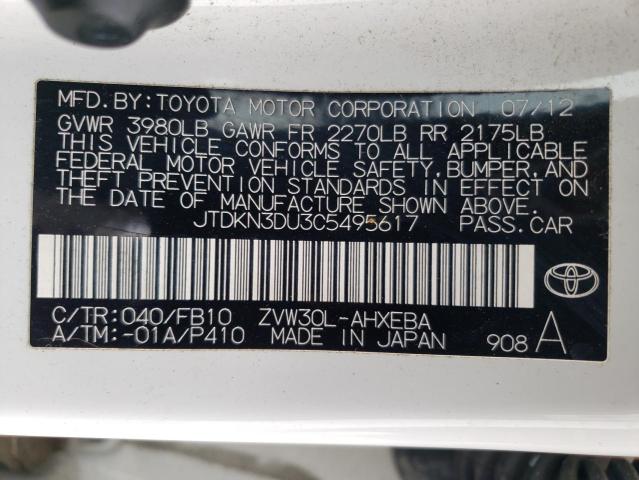 MFD. BY: TOYOTA MOTOR CORPORATION 07/12
GVWR 3980LB GAWR FR 2270LB RR 2175LB
THIS VEHICLE CONFORMS TO ALL APPLICABLE
FEDERAL MOTOR VEHICLE SAFETY, BUMPER, AND
THEFT PREVENTION STANDARDS IN EFFECT ON
THE DATE OF MANUFACTURE SHOWN ABOVE.
JTDKN3DU3C5495617 PASS. CAR
C/TR: 040/FB10 ZVW30L-AHXEBA
A/TM: -01A/P410 MADE IN JAPAN 908 A